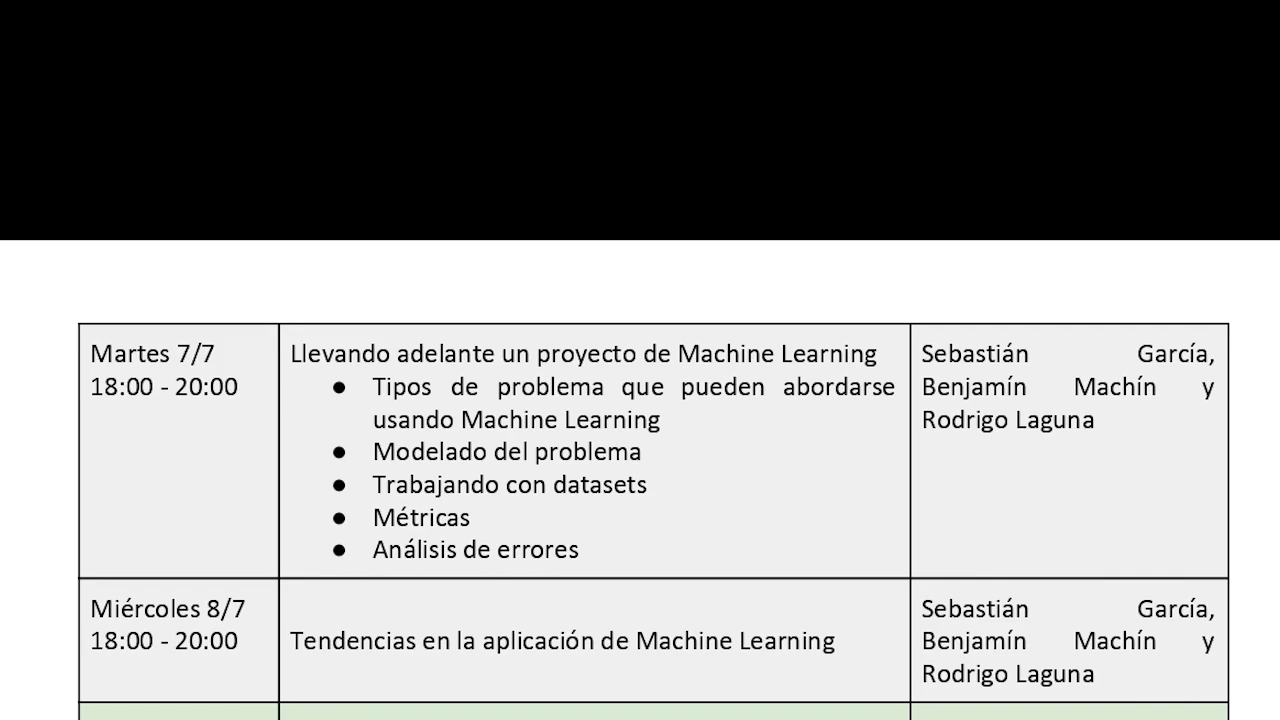 Martes 7/7
18:00 - 20:00
Llevando adelante un proyecto de Machine Learning
● Tipos de problema que pueden abordarse
usando Machine Learning
● Modelado del problema
● Trabajando con datasets
● Métricas
● Análisis de errores
Sebastián García,
Benjamín Machín y
Rodrigo Laguna
Miércoles 8/7
18:00 - 20:00
Tendencias en la aplicación de Machine Learning
Sebastián García,
Benjamín Machín y
Rodrigo Laguna